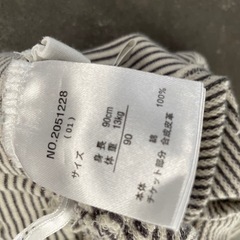 NO.2051228
(01)
サイズ 90
身長 90cm
体重 13kg
本体 綿 100%
チケット部分 合成皮革